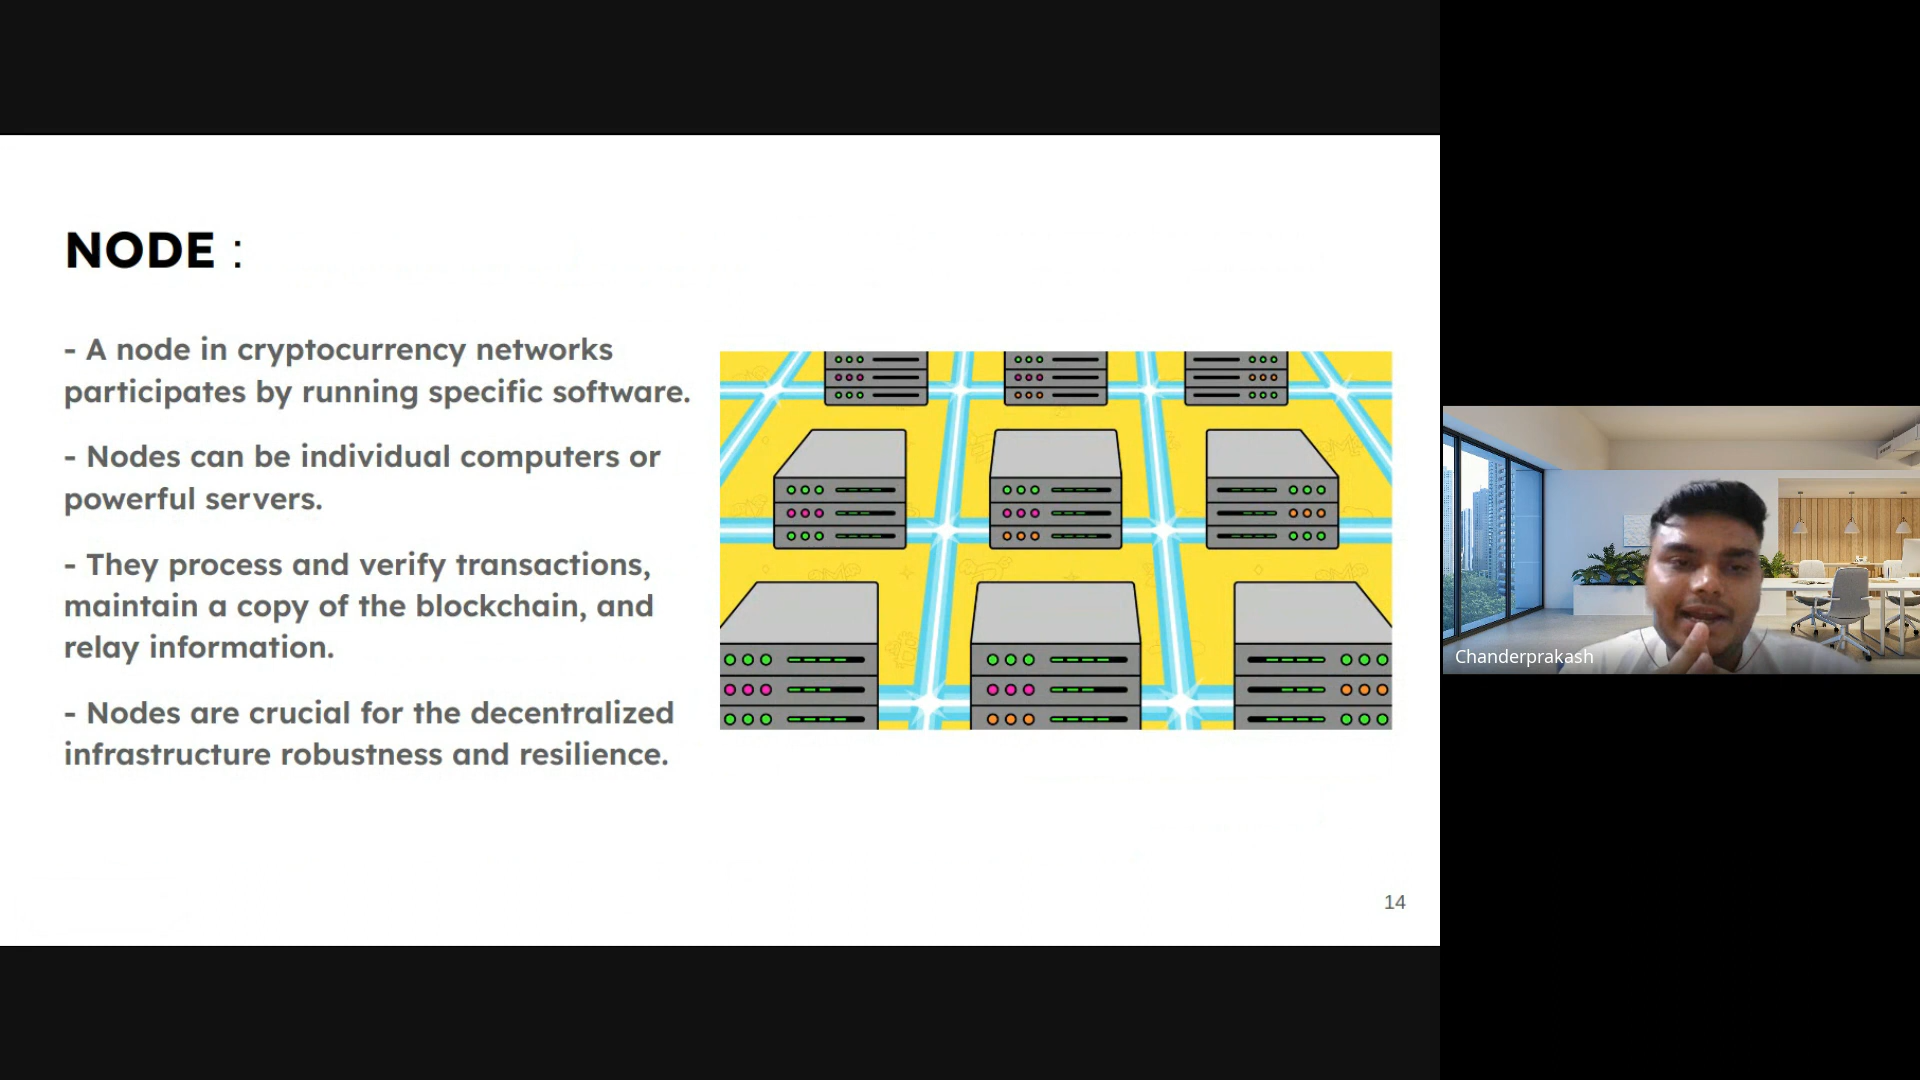 NODE :
- A node in cryptocurrency networks
participates by running specific software.
- Nodes can be individual computers or
powerful servers.
- They process and verify transactions,
maintain a copy of the blockchain, and
relay information.
- Nodes are crucial for the decentralized
infrastructure robustness and resilience.
14
Chanderprakash